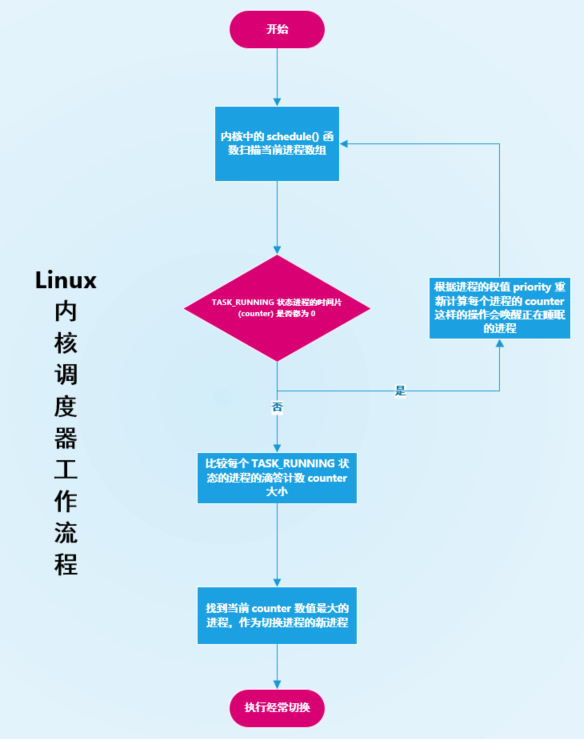 开始
内核中的 schedule() 函
数扫描当前进程数组
TASK_RUNNING 状态进程的时间片
(counter) 是否都为 0
根据进程的权值 priority 重
新计算每个进程的 counter
这样的操作会唤醒正在睡眠
的进程
是
否
比较每个 TASK_RUNNING 状
态的进程的滴答计数 counter
大小
找到当前 counter 数值最大的
进程，作为切换进程的新进程
执行经常切换
Linux
内
核
调
度
器
工
作
流
程